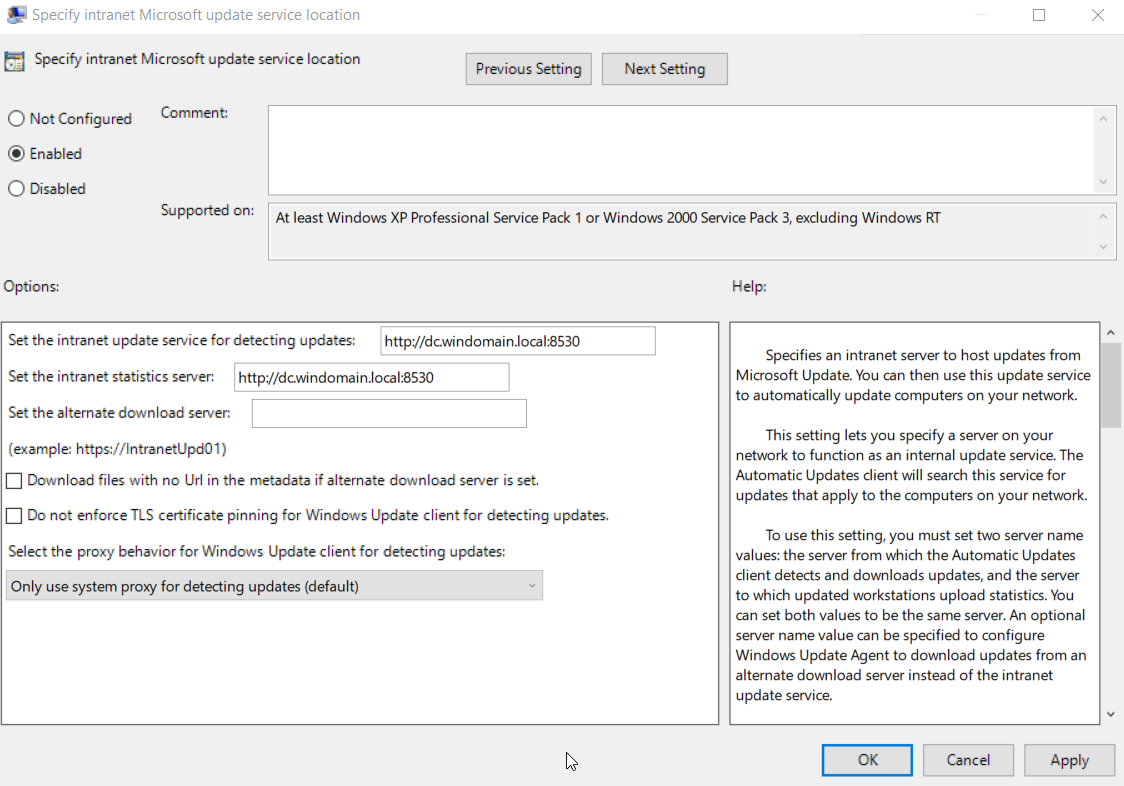 Specify intranet Microsoft update service location
Specify intranet Microsoft update service location
Previous Setting
Next Setting
Not Configured
Enabled
Disabled
Comment:
Supported on:
At least Windows XP Professional Service Pack 1 or Windows 2000 Service Pack 3, excluding Windows RT
Options:
Help:
Set the intranet update service for detecting updates: http://dc.windomain.local:8530
Set the intranet statistics server: http://dc.windomain.local:8530
Set the alternate download server:
(example: https://IntranetUpd01)
Download files with no Url in the metadata if alternate download server is set.
Do not enforce TLS certificate pinning for Windows Update client for detecting updates.
Select the proxy behavior for Windows Update client for detecting updates:
Only use system proxy for detecting updates (default)
Specifies an intranet server to host updates from
Microsoft Update. You can then use this update service
to automatically update computers on your network.
This setting lets you specify a server on your
network to function as an internal update service. The
Automatic Updates client will search this service for
updates that apply to the computers on your network.
To use this setting, you must set two server name
values: the server from which the Automatic Updates
client detects and downloads updates, and the server
to which updated workstations upload statistics. You
can set both values to be the same server. An optional
server name value can be specified to configure
Windows Update Agent to download updates from an
alternate download server instead of the intranet
update service.
OK
Cancel
Apply